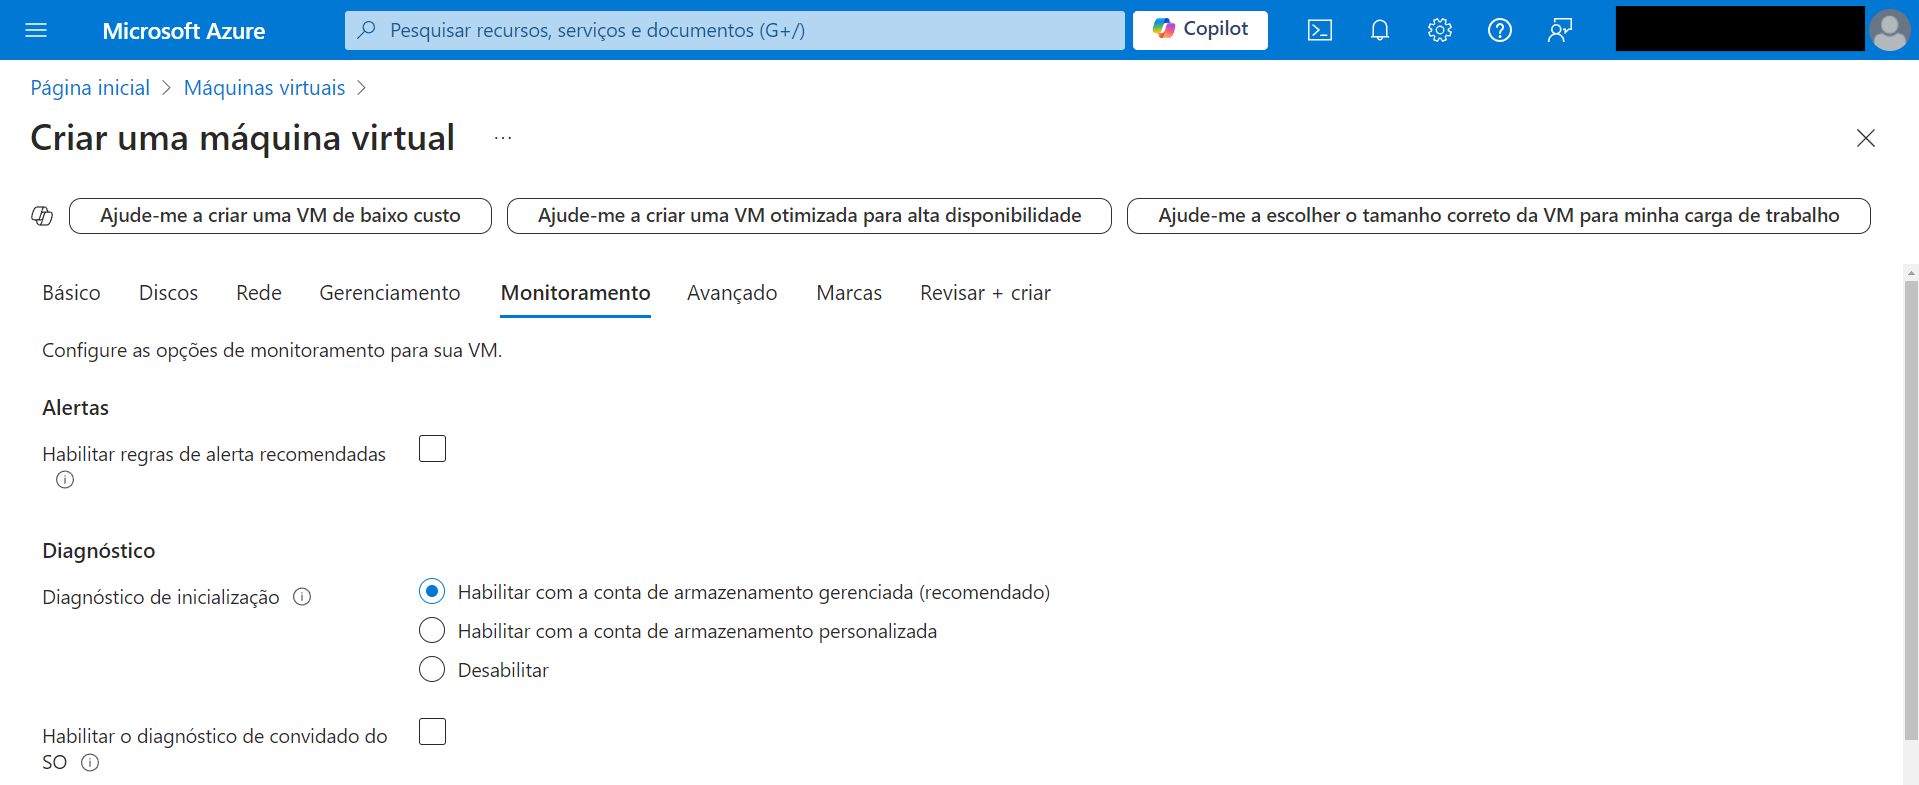 Microsoft Azure
Pesquisar recursos, serviços e documentos (G+/)
Copilot
Página inicial > Máquinas virtuais >
Criar uma máquina virtual ...
Ajude-me a criar uma VM de baixo custo
Ajude-me a criar uma VM otimizada para alta disponibilidade
Ajude-me a escolher o tamanho correto da VM para minha carga de trabalho
Básico Discos Rede Gerenciamento Monitoramento Avançado Marcas Revisar + criar
Configure as opções de monitoramento para sua VM.
Alertas
Habilitar regras de alerta recomendadas
Diagnóstico
Diagnóstico de inicialização
Habilitar com a conta de armazenamento gerenciada (recomendado)
Habilitar com a conta de armazenamento personalizada
Desabilitar
Habilitar o diagnóstico de convidado do
SO